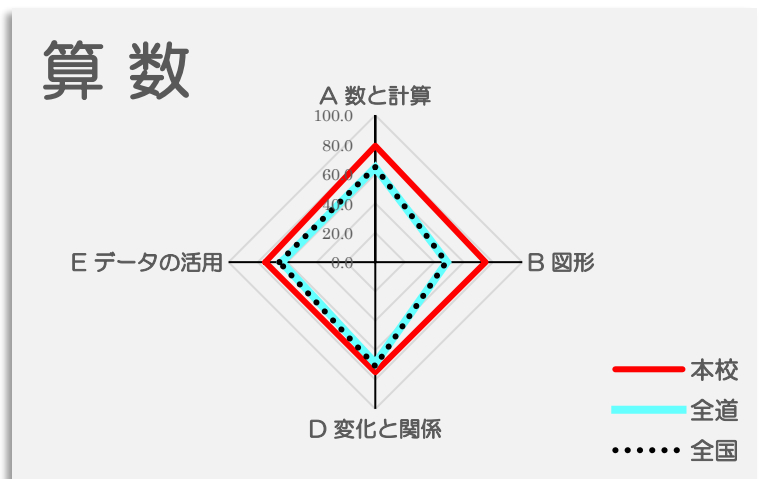 算数
A 数と計算
100.0
80.0
60.0
40.0
20.0
0.0
E データの活用
B 図形
D 変化と関係
本校
全道
全国